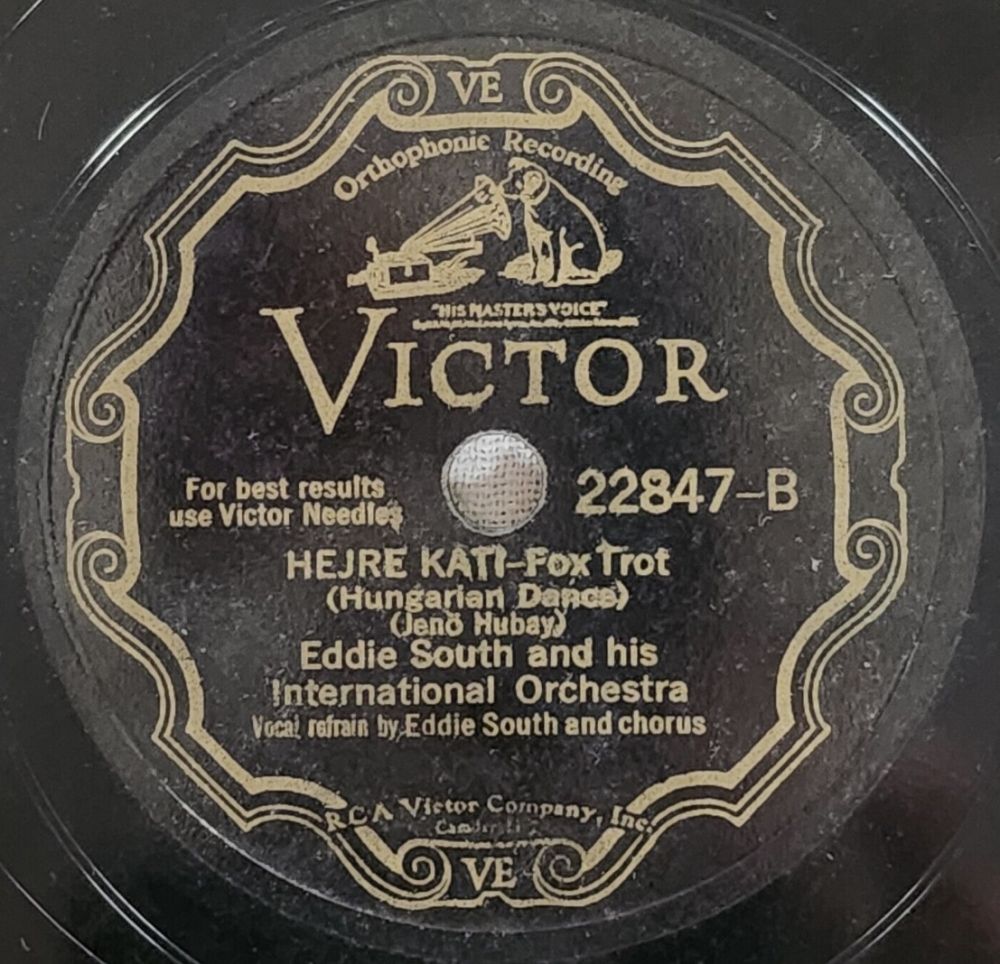 VE
Orthophonic Recording
"HIS MASTER'S VOICE"
VICTOR
For best results
use Victor Needles
22847-B
HEJRE KATI-Fox Trot
(Hungarian Dance)
(Jenö Hubay)
Eddie South and his
International Orchestra
Vocal refrain by Eddie South and chorus
RCA Victor Company, Inc.
VE